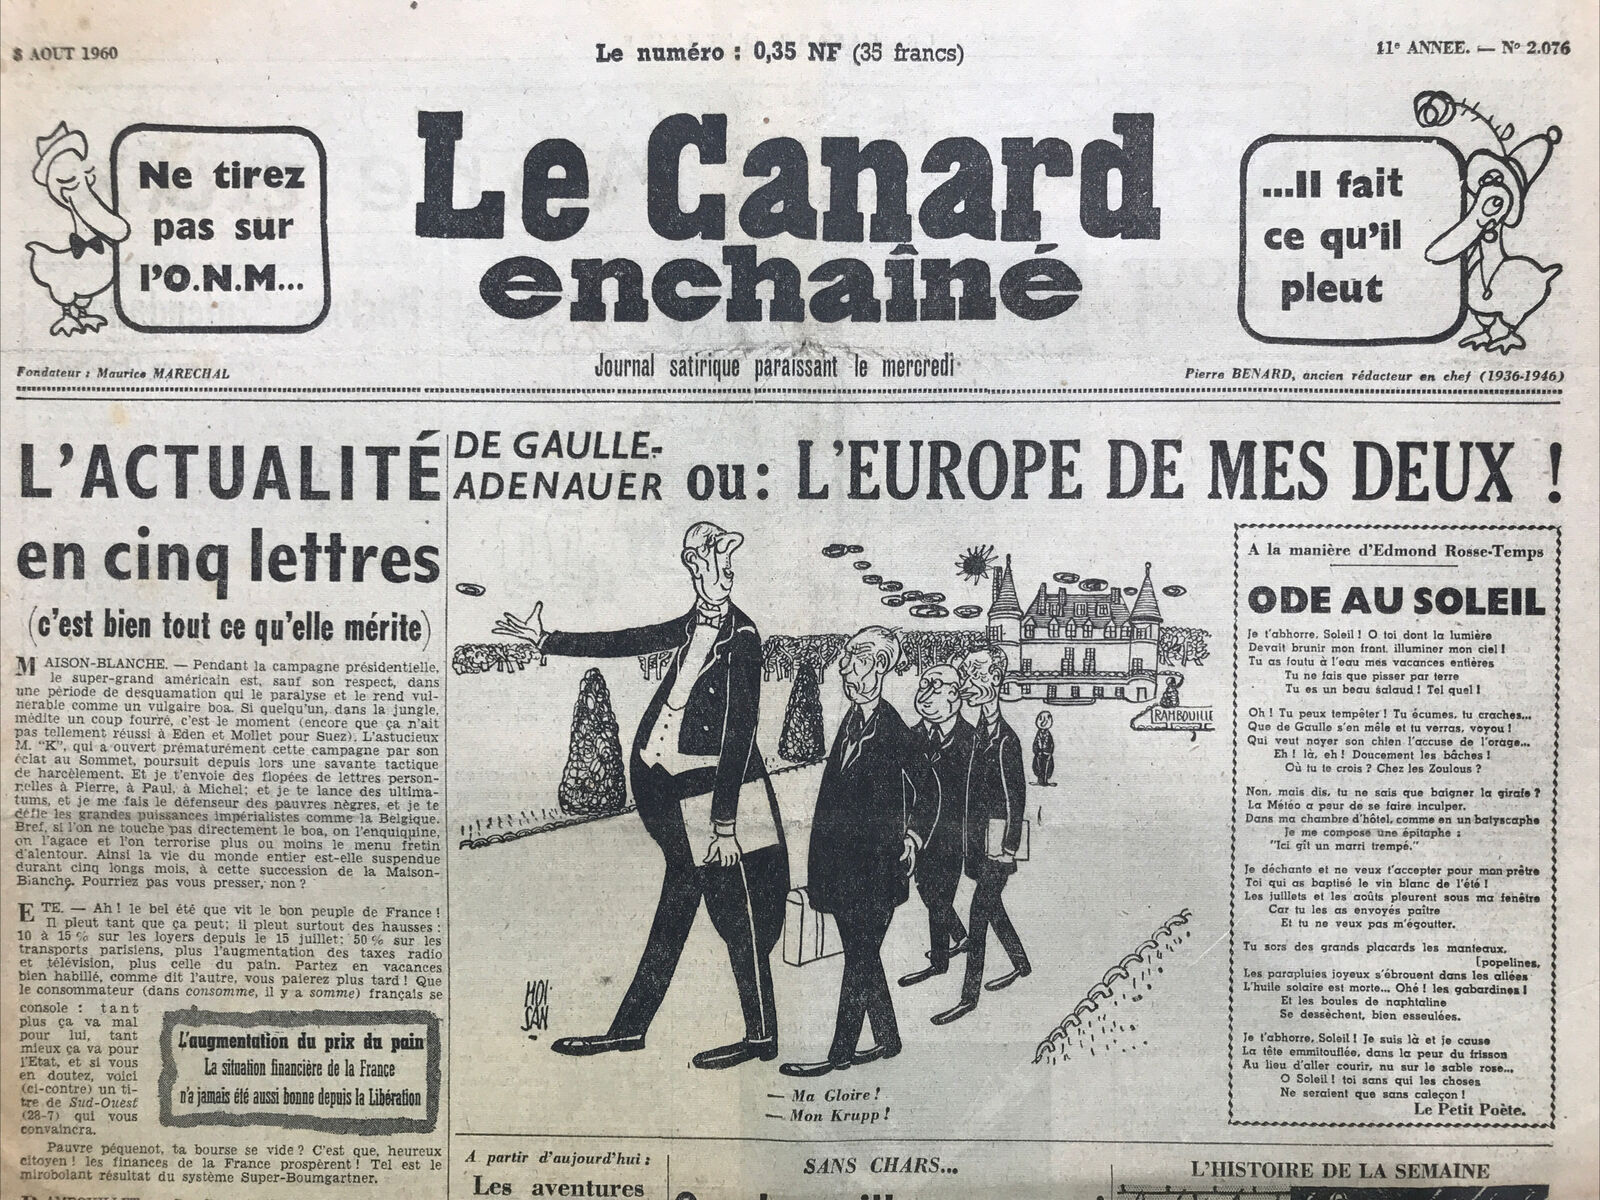 3 AOUT 1960
Le numéro : 0,35 NF (35 francs)
11e ANNEE. — No 2.076
Ne tirez
pas sur
l'O.N.M...
Le Canard
enchaîné
...Il fait
ce qu'il
pleut
Fondateur : Maurice MARECHAL
Journal satirique paraissant le mercredi
Pierre BENARD, ancien rédacteur en chef (1936-1946)
L'ACTUALITÉ
en cinq lettres
(c'est bien tout ce qu'elle mérite)
MAISON-BLANCHE. — Pendant la campagne présidentielle,
le super-grand américain est, sauf son respect, dans
une période de desquamation qui le paralyse et le rend vul-
nérable comme un vulgaire boa. Si quelqu'un, dans la jungle,
médite un coup fourré, c'est le moment (encore que ça n'ait
pas tellement réussi à Eden et Mollet pour Suez). L'astucieux
M. "K", qui a ouvert prématurément cette campagne par son
éclat au Sommet, poursuit depuis lors une savante tactique
de harcèlement. Et je t'envoie des flopées de lettres person-
nelles à Pierre, à Paul, à Michel; et je te lance des ultima-
tums, et je me fais le défenseur des pauvres nègres, et je te
défie les grandes puissances impérialistes comme la Belgique.
Bref, si l'on ne touche pas directement le boa, on l'enquiquine,
on l'agace et l'on terrorise plus ou moins le menu fretin
d'alentour. Ainsi la vie du monde entier est-elle suspendue
durant cinq longs mois, à cette succession de la Maison-
Blanche. Pourriez pas vous presser, non ?
ETE. — Ah ! le bel été que vit le bon peuple de France !
Il pleut tant que ça peut; il pleut surtout des hausses :
10 à 15 % sur les loyers depuis le 15 juillet; 50 % sur les
transports parisiens, plus l'augmentation des taxes radio
et télévision, plus celle du pain. Partez en vacances
bien habillé, comme dit l'autre, vous paierez plus tard ! Que
le consommateur (dans consomme, il y a somme) français se
console : tant
plus ça va mal
pour lui, tant
mieux ça va pour
l'Etat, et si vous
en doutez, voici
(ci-contre) un ti-
tre de Sud-Ouest
(28-7) qui vous
convaincra.
L'augmentation du prix du pain
La situation financière de la France
n'a jamais été aussi bonne depuis la Libération
Pauvre péquenot, ta bourse se vide ? C'est que, heureux
citoyen ! les finances de la France prospèrent ! Tel est le
mirobolant résultat du système Super-Boumgartner.
DE GAULLE-
ADENAUER
ou : L'EUROPE DE MES DEUX !
RAMBOUILLE
HOI-
SAN
— Ma Gloire !
— Mon Krupp !
A la manière d'Edmond Rosse-Temps
ODE AU SOLEIL
Je t'abhorre, Soleil ! O toi dont la lumière
Devait brunir mon front, illuminer mon ciel !
Tu as foutu à l'eau mes vacances entières
Tu ne fais que pisser par terre
Tu es un beau salaud ! Tel quel !
Oh ! Tu peux tempêter ! Tu écumes, tu craches...
Que de Gaulle s'en mêle et tu verras, voyou !
Qui veut noyer son chien l'accuse de l'orage...
Eh ! là, eh ! Doucement les bâches !
Où tu te crois ? Chez les Zoulous ?
Non, mais dis, tu ne sais que baigner la girafe ?
La Météo a peur de se faire inculper.
Dans ma chambre d'hôtel, comme en un batyscaphe
Je me compose une épitaphe :
"Ici gît un marri trempé."
Je déchante et ne veux t'accepter pour mon prêtre
Toi qui as baptisé le vin blanc de l'été !
Les juillets et les aoûts pleurent sous ma fenêtre
Car tu les as envoyés paître
Et tu ne veux pas m'égoutter.
Tu sors des grands placards les manteaux,
[popelines,
Les parapluies joyeux s'ébrouent dans les allées
L'huile solaire est morte... Ohé ! les gabardines !
Et les boules de naphtaline
Se dessèchent, bien esseulées.
Je t'abhorre, Soleil ! Je suis là et je cause
La tête emmitouflée, dans la peur du frisson
Au lieu d'aller courir, nu sur le sable rose...
O Soleil ! toi sans qui les choses
Ne seraient que sans caleçon !
Le Petit Poète.
A partir d'aujourd'hui :
Les aventures
SANS CHARS...
L'HISTOIRE DE LA SEMAINE